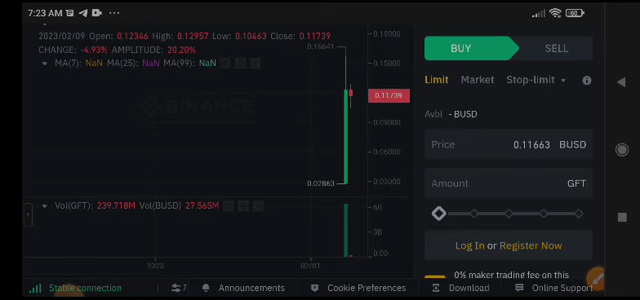 7:23 AM
60
2023/02/09 Open: 0.12346 High: 0.12957 Low: 0.10463 Close: 0.11739
CHANGE: -4.93% AMPLITUDE: 20.20%
MA(7): NaN MA(25): NaN MA(99): NaN
0.16641
0.18000
0.15000
0.11739
0.09000
0.06000
0.03000
0.02863
BINANCE
Vol(GFT): 239.718M Vol(BUSD) 27.565M
6B
3B
0.00
2023
02/01
BUY
SELL
Limit
Market
Stop-limit
Avbl - BUSD
Price 0.11663 BUSD
Amount GFT
Log In or Register Now
0% maker trading fee on this
Stable connection
Announcements
Cookie Preferences
Download
Online Support